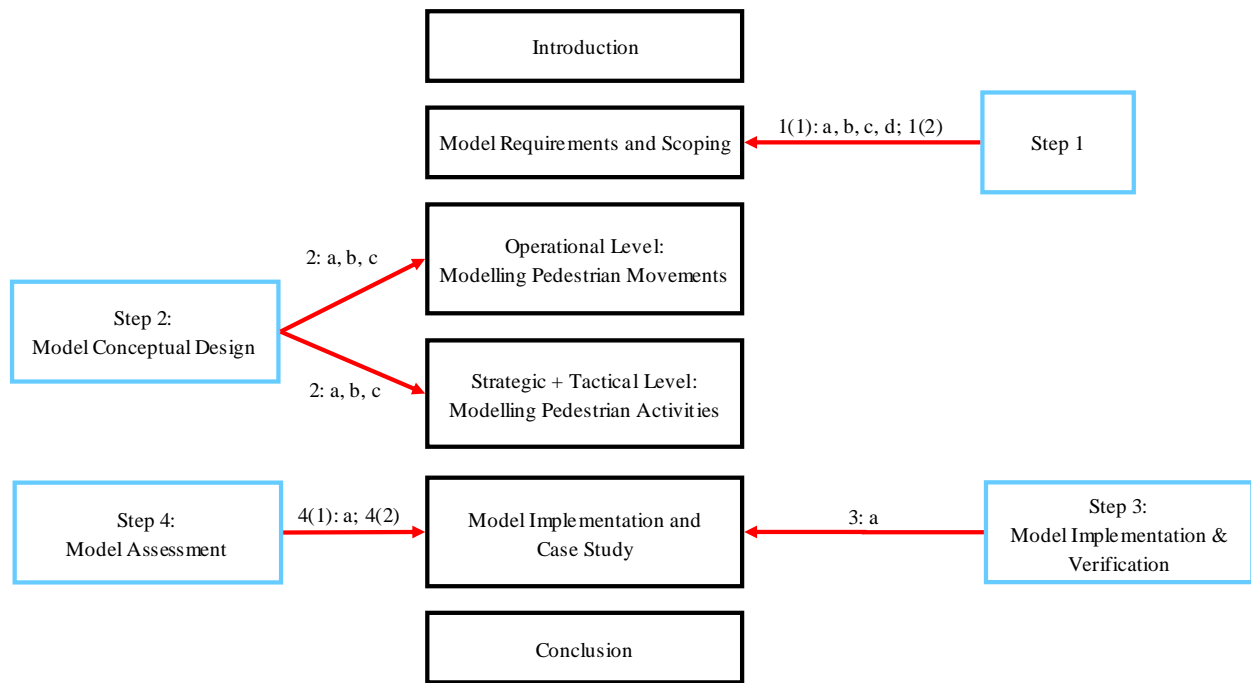 Introduction
Model Requirements and Scoping
1(1): a, b, c, d; 1(2)
Step 1
Operational Level:
Modelling Pedestrian Movements
2: a, b, c
Step 2:
Model Conceptual Design
2: a, b, c
Strategic + Tactical Level:
Modelling Pedestrian Activities
Step 4:
Model Assessment
4(1): a; 4(2)
Model Implementation and
Case Study
3: a
Step 3:
Model Implementation &
Verification
Conclusion